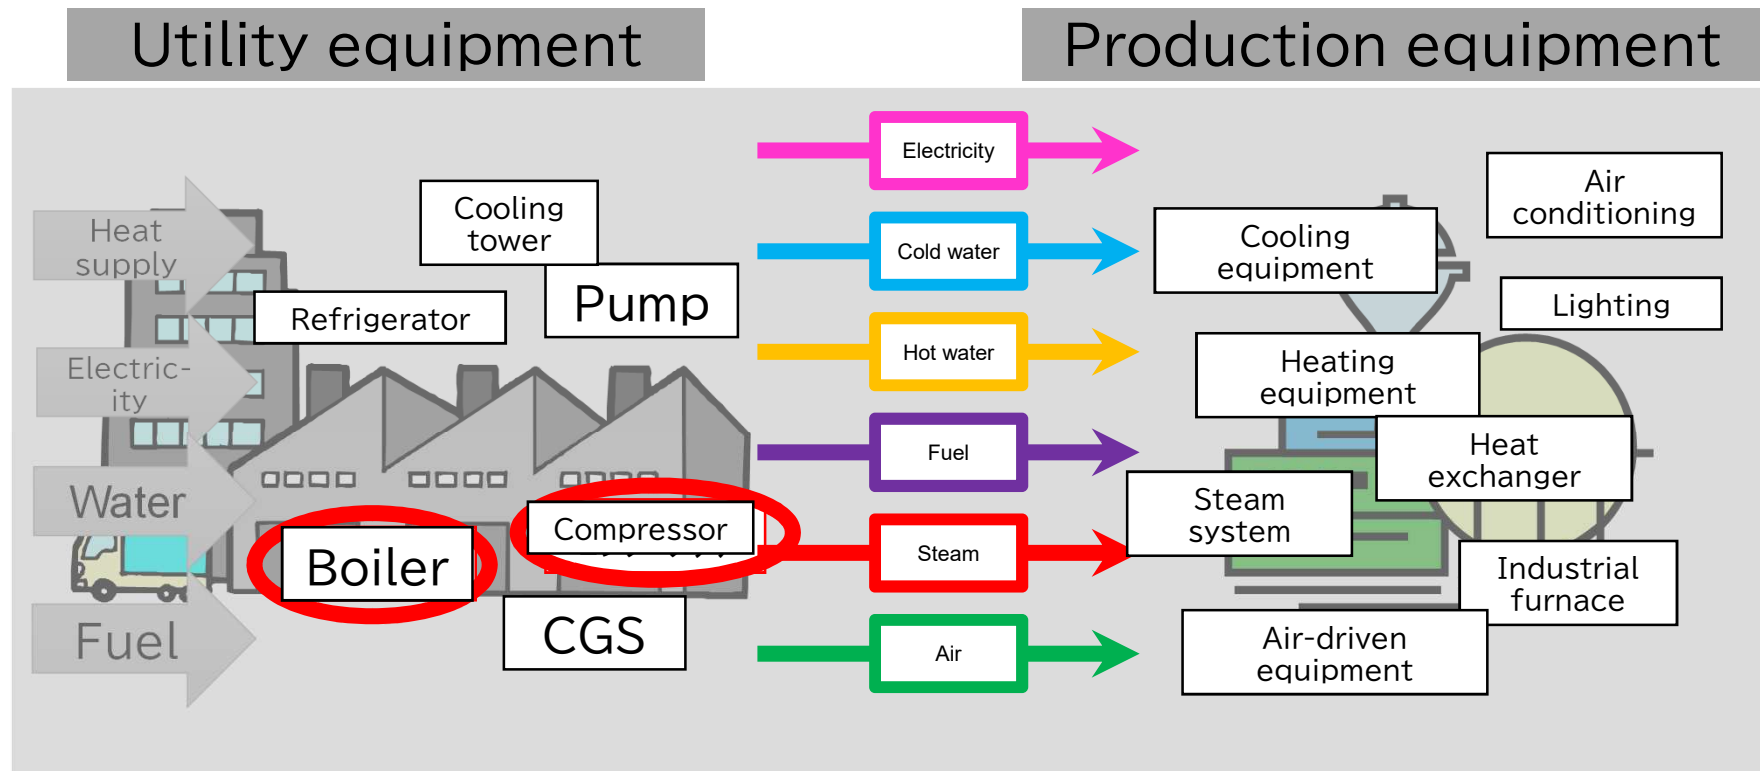 Utility equipment
Production equipment
Heat
supply
Electric-
ity
Water
Fuel
Cooling
tower
Pump
Refrigerator
Compressor
Boiler
CGS
Electricity
Cold water
Hot water
Fuel
Steam
Air
Air
conditioning
Cooling
equipment
Lighting
Heating
equipment
Heat
exchanger
Steam
system
Industrial
furnace
Air-driven
equipment